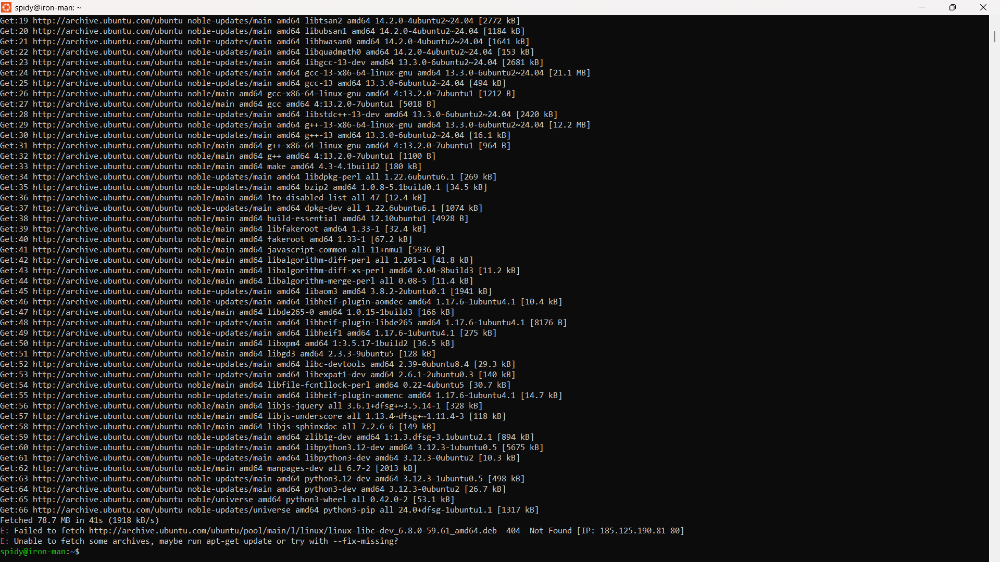 spidy@iron-man: ~
Get:19 http://archive.ubuntu.com/ubuntu noble-updates/main amd64 libtsan2 amd64 14.2.0-4ubuntu2~24.04 [2772 kB]
Get:20 http://archive.ubuntu.com/ubuntu noble-updates/main amd64 libubsan1 amd64 14.2.0-4ubuntu2~24.04 [1184 kB]
Get:21 http://archive.ubuntu.com/ubuntu noble-updates/main amd64 libhwasan0 amd64 14.2.0-4ubuntu2~24.04 [1641 kB]
Get:22 http://archive.ubuntu.com/ubuntu noble-updates/main amd64 libquadmath0 amd64 14.2.0-4ubuntu2~24.04 [153 kB]
Get:23 http://archive.ubuntu.com/ubuntu noble-updates/main amd64 libgcc-13-dev amd64 13.3.0-6ubuntu2~24.04 [2681 kB]
Get:24 http://archive.ubuntu.com/ubuntu noble-updates/main amd64 gcc-13-x86-64-linux-gnu amd64 13.3.0-6ubuntu2~24.04 [21.1 MB]
Get:25 http://archive.ubuntu.com/ubuntu noble-updates/main amd64 gcc-13 amd64 13.3.0-6ubuntu2~24.04 [494 kB]
Get:26 http://archive.ubuntu.com/ubuntu noble/main amd64 gcc-x86-64-linux-gnu amd64 4:13.2.0-7ubuntu1 [1212 B]
Get:27 http://archive.ubuntu.com/ubuntu noble/main amd64 gcc amd64 4:13.2.0-7ubuntu1 [5018 B]
Get:28 http://archive.ubuntu.com/ubuntu noble-updates/main amd64 libstdc++-13-dev amd64 13.3.0-6ubuntu2~24.04 [2420 kB]
Get:29 http://archive.ubuntu.com/ubuntu noble-updates/main amd64 g++-13-x86-64-linux-gnu amd64 13.3.0-6ubuntu2~24.04 [12.2 MB]
Get:30 http://archive.ubuntu.com/ubuntu noble-updates/main amd64 g++-13 amd64 13.3.0-6ubuntu2~24.04 [16.1 kB]
Get:31 http://archive.ubuntu.com/ubuntu noble/main amd64 g++-x86-64-linux-gnu amd64 4:13.2.0-7ubuntu1 [964 B]
Get:32 http://archive.ubuntu.com/ubuntu noble/main amd64 g++ amd64 4:13.2.0-7ubuntu1 [1100 B]
Get:33 http://archive.ubuntu.com/ubuntu noble/main amd64 make amd64 4.3-4.1build2 [180 kB]
Get:34 http://archive.ubuntu.com/ubuntu noble-updates/main amd64 libdpkg-perl all 1.22.6ubuntu6.1 [269 kB]
Get:35 http://archive.ubuntu.com/ubuntu noble-updates/main amd64 bzip2 amd64 1.0.8-5.1build0.1 [34.5 kB]
Get:36 http://archive.ubuntu.com/ubuntu noble/main amd64 lto-disabled-list all 47 [12.4 kB]
Get:37 http://archive.ubuntu.com/ubuntu noble-updates/main amd64 dpkg-dev all 1.22.6ubuntu6.1 [1074 kB]
Get:38 http://archive.ubuntu.com/ubuntu noble/main amd64 build-essential amd64 12.10ubuntu1 [4928 B]
Get:39 http://archive.ubuntu.com/ubuntu noble/main amd64 libfakeroot amd64 1.33-1 [32.4 kB]
Get:40 http://archive.ubuntu.com/ubuntu noble/main amd64 fakeroot amd64 1.33-1 [67.2 kB]
Get:41 http://archive.ubuntu.com/ubuntu noble/main amd64 javascript-common all 11+nmu1 [5936 B]
Get:42 http://archive.ubuntu.com/ubuntu noble/main amd64 libalgorithm-diff-perl all 1.201-1 [41.8 kB]
Get:43 http://archive.ubuntu.com/ubuntu noble/main amd64 libalgorithm-diff-xs-perl amd64 0.04-8build3 [11.2 kB]
Get:44 http://archive.ubuntu.com/ubuntu noble/main amd64 libalgorithm-merge-perl all 0.08-5 [11.4 kB]
Get:45 http://archive.ubuntu.com/ubuntu noble-updates/main amd64 libaom3 amd64 3.8.2-2ubuntu0.1 [1941 kB]
Get:46 http://archive.ubuntu.com/ubuntu noble-updates/main amd64 libheif-plugin-aomdec amd64 1.17.6-1ubuntu4.1 [10.4 kB]
Get:47 http://archive.ubuntu.com/ubuntu noble/main amd64 libde265-0 amd64 1.0.15-1build3 [166 kB]
Get:48 http://archive.ubuntu.com/ubuntu noble-updates/main amd64 libheif-plugin-libde265 amd64 1.17.6-1ubuntu4.1 [8176 B]
Get:49 http://archive.ubuntu.com/ubuntu noble-updates/main amd64 libheif1 amd64 1.17.6-1ubuntu4.1 [275 kB]
Get:50 http://archive.ubuntu.com/ubuntu noble/main amd64 libxpm4 amd64 1:3.5.17-1build2 [36.5 kB]
Get:51 http://archive.ubuntu.com/ubuntu noble/main amd64 libgd3 amd64 2.3.3-9ubuntu5 [128 kB]
Get:52 http://archive.ubuntu.com/ubuntu noble-updates/main amd64 libc-devtools amd64 2.39-0ubuntu8.4 [29.3 kB]
Get:53 http://archive.ubuntu.com/ubuntu noble-updates/main amd64 libexpat1-dev amd64 2.6.1-2ubuntu0.3 [140 kB]
Get:54 http://archive.ubuntu.com/ubuntu noble/main amd64 libfile-fcntllock-perl amd64 0.22-4ubuntu5 [30.7 kB]
Get:55 http://archive.ubuntu.com/ubuntu noble-updates/main amd64 libheif-plugin-aomenc amd64 1.17.6-1ubuntu4.1 [14.7 kB]
Get:56 http://archive.ubuntu.com/ubuntu noble/main amd64 libjs-jquery all 3.6.1+dfsg+~3.5.14-1 [328 kB]
Get:57 http://archive.ubuntu.com/ubuntu noble/main amd64 libjs-underscore all 1.13.4~dfsg+~1.11.4-3 [118 kB]
Get:58 http://archive.ubuntu.com/ubuntu noble/main amd64 libjs-sphinxdoc all 7.2.6-6 [149 kB]
Get:59 http://archive.ubuntu.com/ubuntu noble-updates/main amd64 zlib1g-dev amd64 1:1.3.dfsg-3.1ubuntu2.1 [894 kB]
Get:60 http://archive.ubuntu.com/ubuntu noble-updates/main amd64 libpython3.12-dev amd64 3.12.3-1ubuntu0.5 [5675 kB]
Get:61 http://archive.ubuntu.com/ubuntu noble-updates/main amd64 libpython3-dev amd64 3.12.3-0ubuntu2 [10.3 kB]
Get:62 http://archive.ubuntu.com/ubuntu noble/main amd64 manpages-dev all 6.7-2 [2013 kB]
Get:63 http://archive.ubuntu.com/ubuntu noble-updates/main amd64 python3.12-dev amd64 3.12.3-1ubuntu0.5 [498 kB]
Get:64 http://archive.ubuntu.com/ubuntu noble-updates/main amd64 python3-dev amd64 3.12.3-0ubuntu2 [26.7 kB]
Get:65 http://archive.ubuntu.com/ubuntu noble/universe amd64 python3-wheel all 0.42.0-2 [53.1 kB]
Get:66 http://archive.ubuntu.com/ubuntu noble-updates/universe amd64 python3-pip all 24.0+dfsg-1ubuntu1.1 [1317 kB]
Fetched 78.7 MB in 41s (1918 kB/s)
E: Failed to fetch http://archive.ubuntu.com/ubuntu/pool/main/l/linux/linux-libc-dev_6.8.0-59.61_amd64.deb  404  Not Found [IP: 185.125.190.81 80]
E: Unable to fetch some archives, maybe run apt-get update or try with --fix-missing?
spidy@iron-man:~$